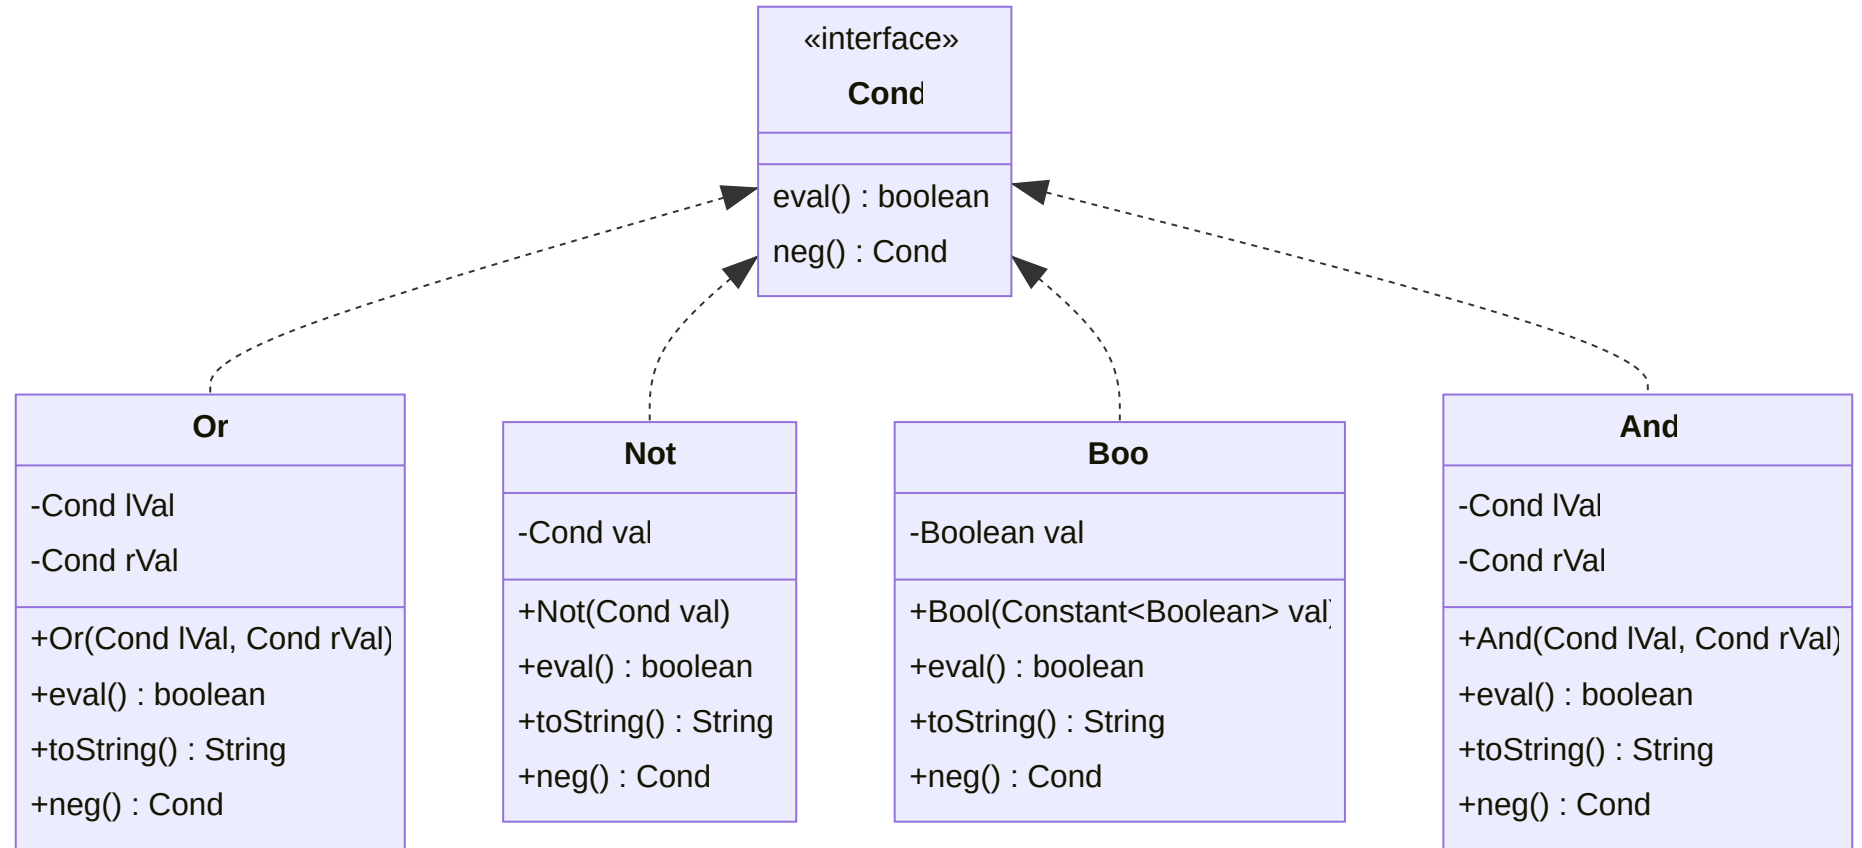 «interface»
Cond
eval() : boolean
neg() : Cond
Or
-Cond lVal
-Cond rVal
+Or(Cond lVal, Cond rVal)
+eval() : boolean
+toString() : String
+neg() : Cond
Not
-Cond val
+Not(Cond val)
+eval() : boolean
+toString() : String
+neg() : Cond
Boo
-Boolean val
+Bool(Constant<Boolean> val)
+eval() : boolean
+toString() : String
+neg() : Cond
And
-Cond lVal
-Cond rVal
+And(Cond lVal, Cond rVal)
+eval() : boolean
+toString() : String
+neg() : Cond